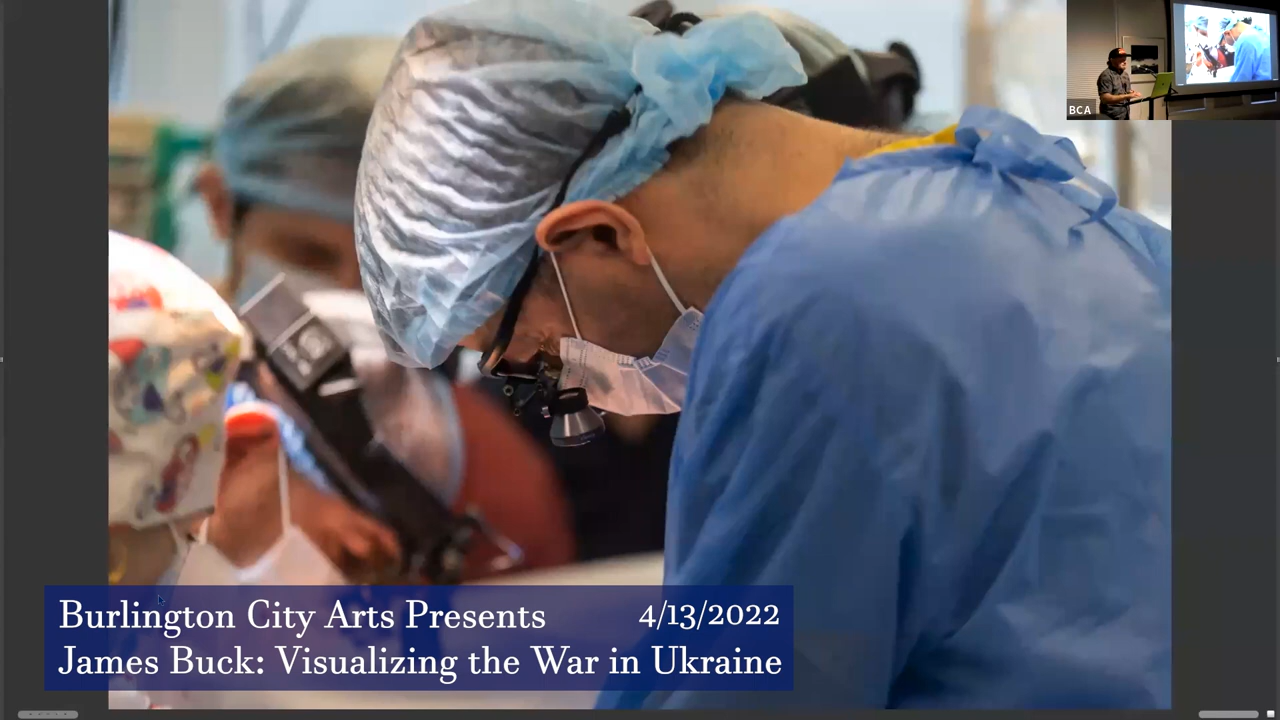 BCA
Burlington City Arts Presents 4/13/2022
James Buck: Visualizing the War in Ukraine